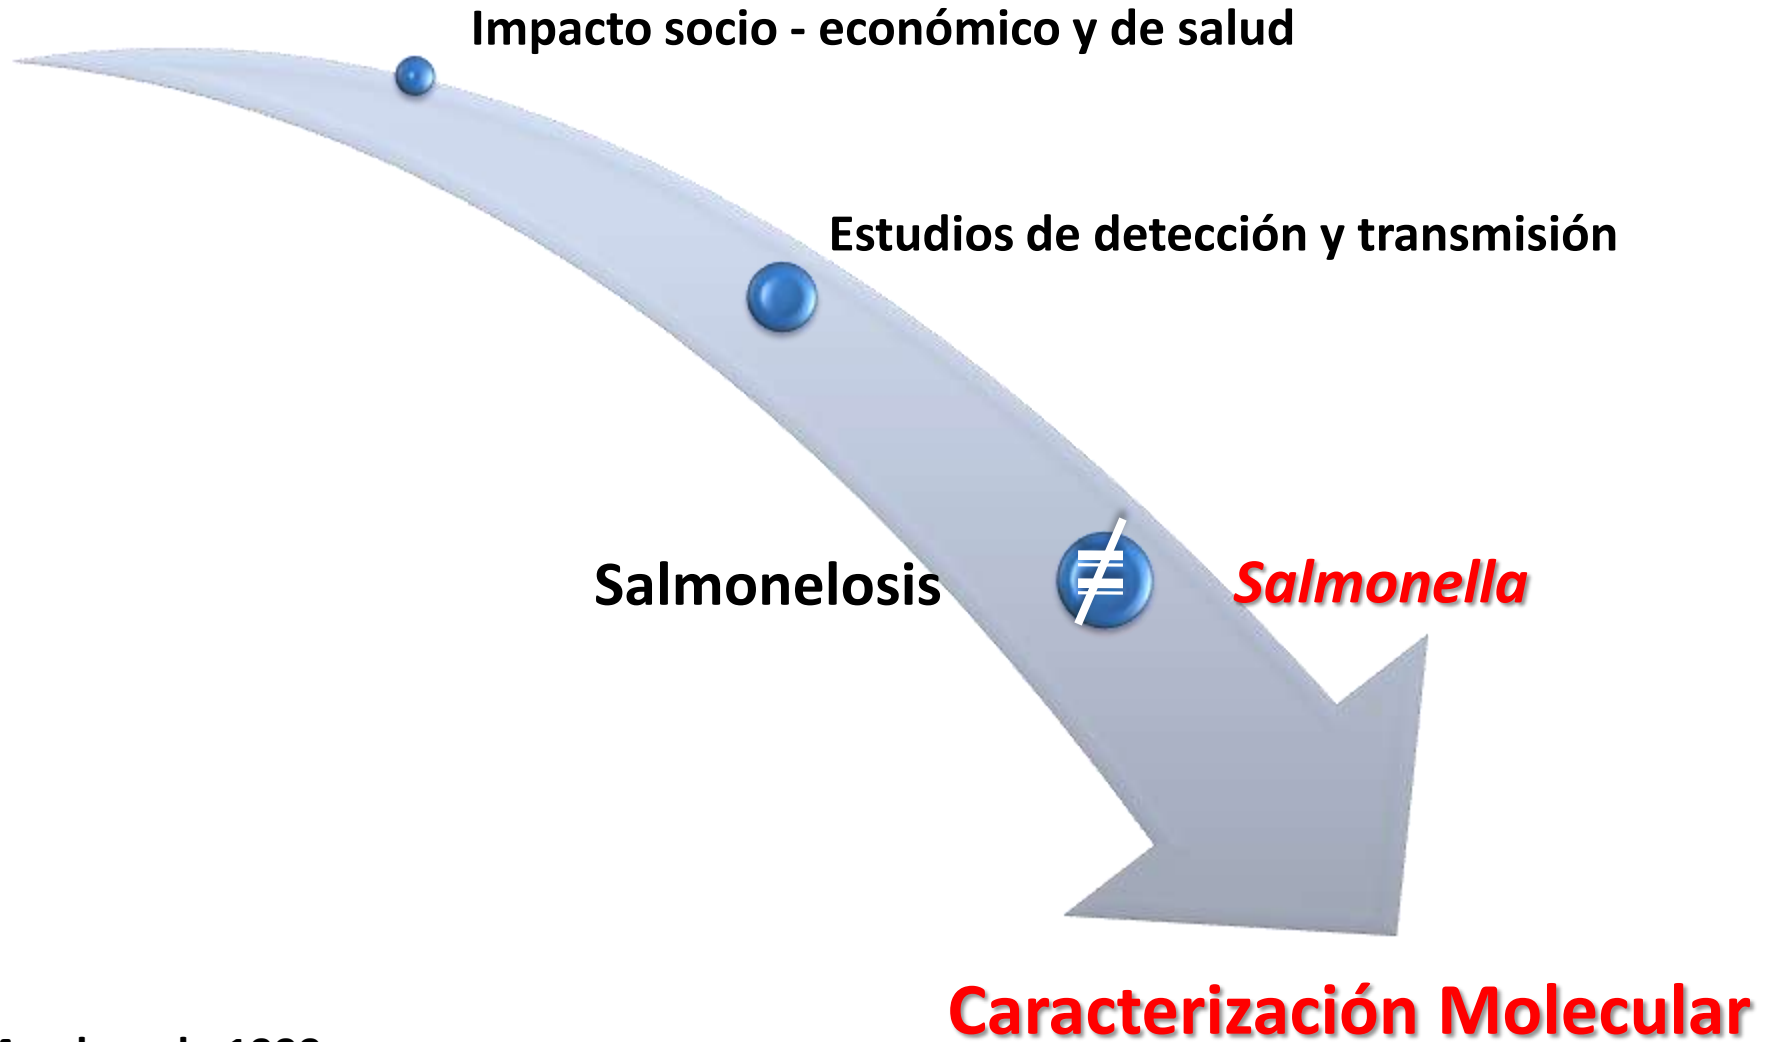 Impacto socio - económico y de salud
Estudios de detección y transmisión
Salmonelosis ≠ Salmonella
Caracterización Molecular